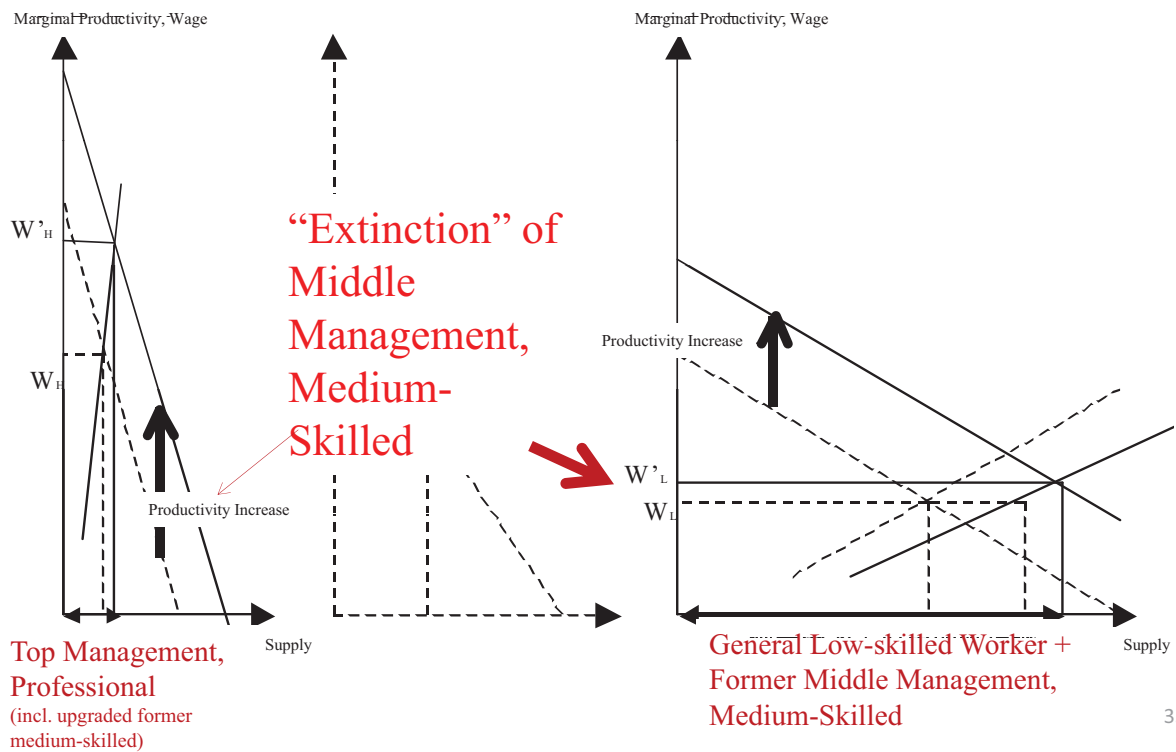 Marginal Productivity, Wage
Marginal Productivity, Wage
W'H
WH
“Extinction” of
Middle
Management,
Medium-
Skilled
Productivity Increase
Productivity Increase
W'L
WL
Supply
Supply
Top Management,
Professional
(incl. upgraded former
medium-skilled)
General Low-skilled Worker +
Former Middle Management,
Medium-Skilled
3